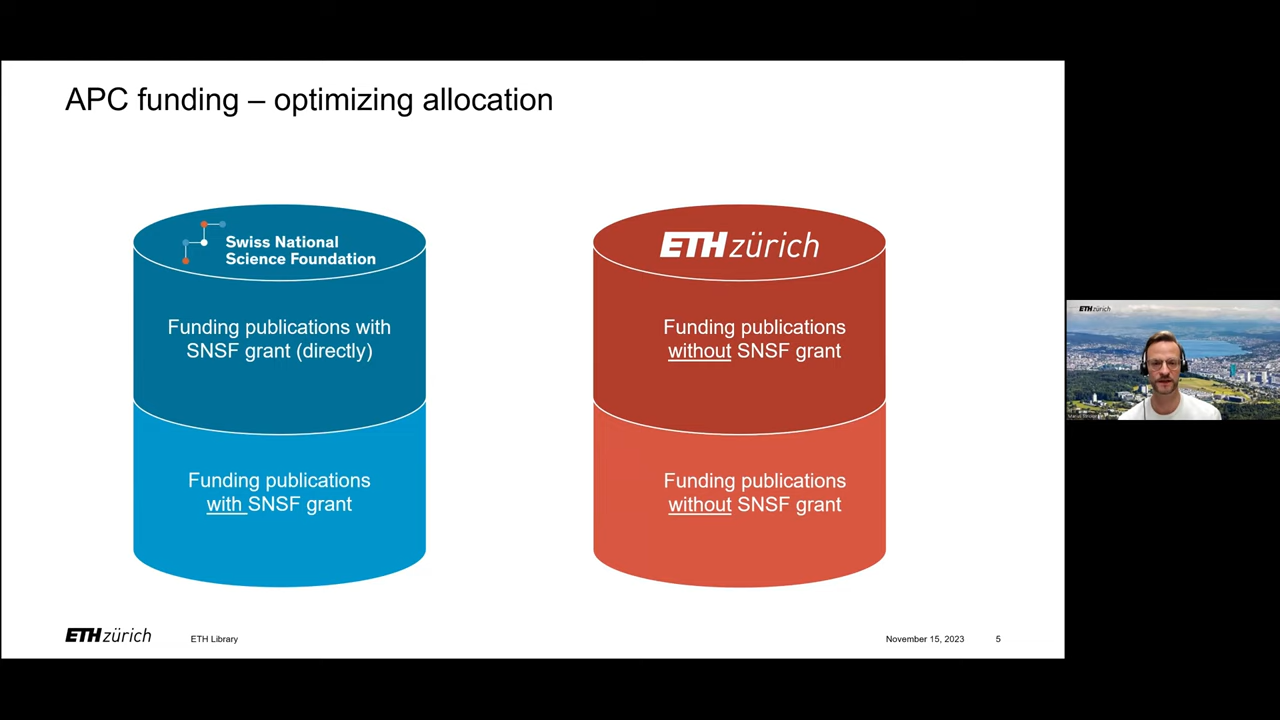 APC funding – optimizing allocation
Swiss National
Science Foundation
ETH zürich
Funding publications with
SNSF grant (directly)
Funding publications
without SNSF grant
Funding publications
with SNSF grant
Funding publications
without SNSF grant
ETH zürich
ETH Library
November 15, 2023
5
ETH zürich